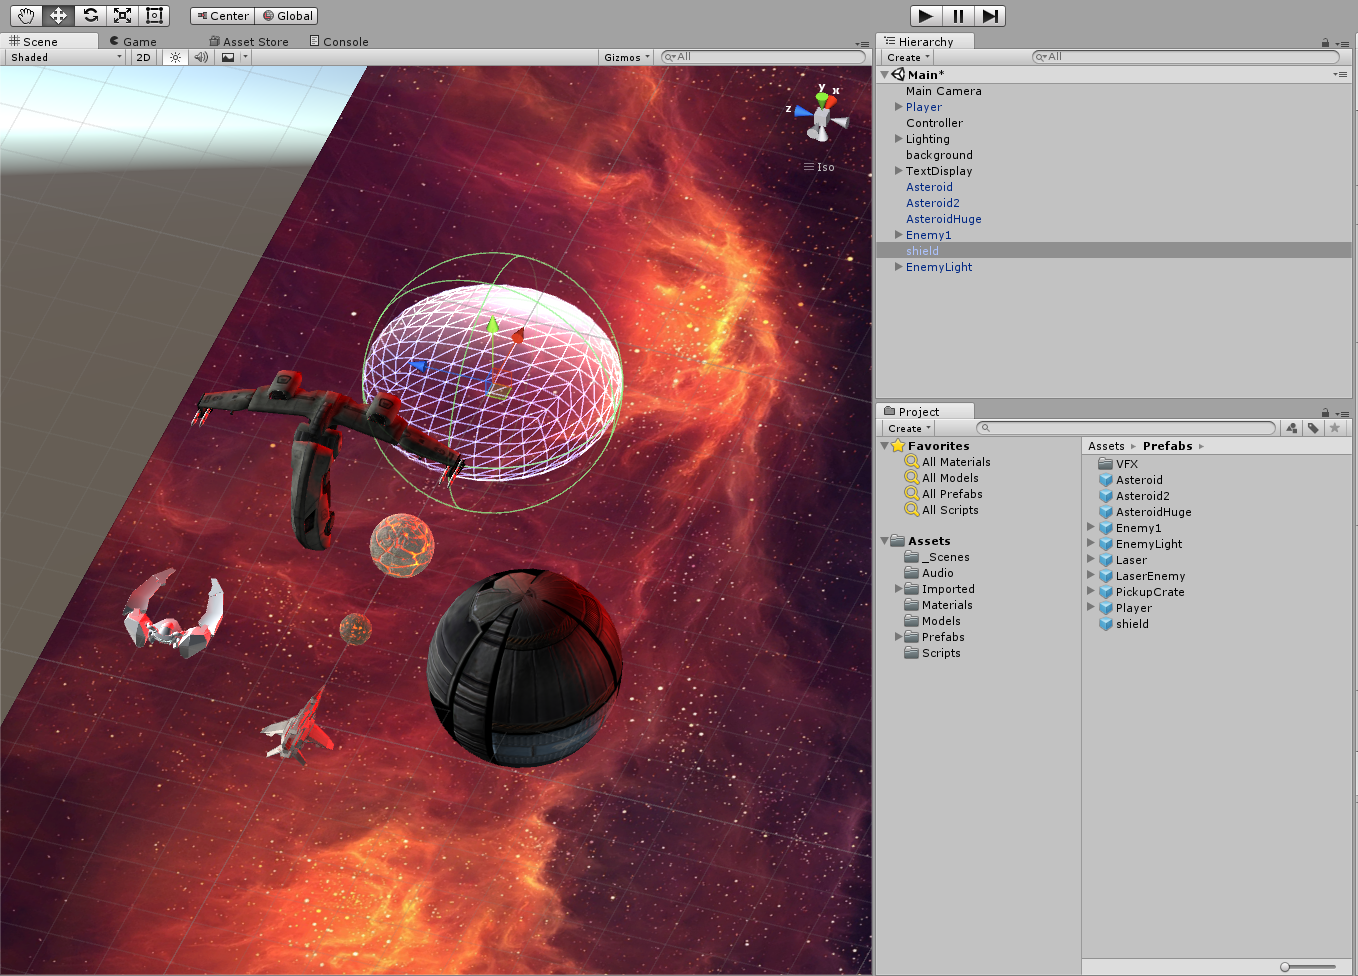 Center Global
Scene Game Asset Store Console
Shaded 2D Gizmos All
y x
z
Iso
Hierarchy
Create All
Main*
Main Camera
Player
Controller
Lighting
background
TextDisplay
Asteroid
Asteroid2
AsteroidHuge
Enemy1
shield
EnemyLight
Project
Create
Favorites
All Materials
All Models
All Prefabs
All Scripts
Assets
_Scenes
Audio
Imported
Materials
Models
Prefabs
Scripts
Assets Prefabs
VFX
Asteroid
Asteroid2
AsteroidHuge
Enemy1
EnemyLight
Laser
LaserEnemy
PickupCrate
Player
shield